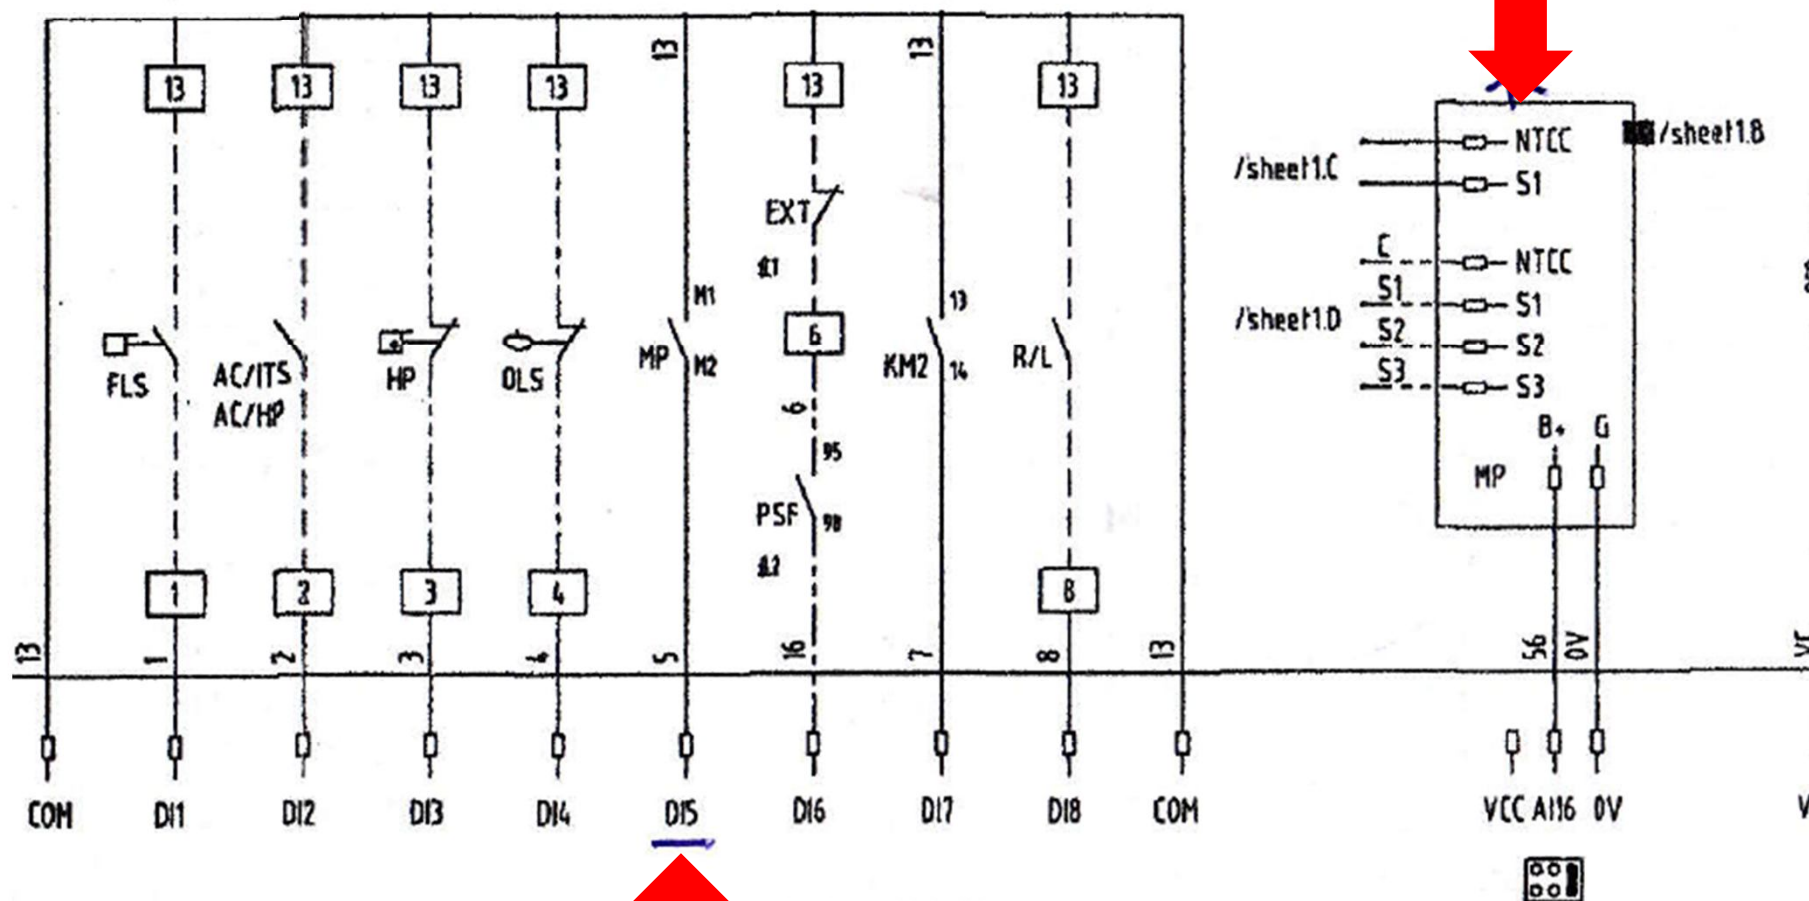 13
13
13 13 13 13 13 13
NTCC
/sheet1.B
/sheet1.C
S1
EXT
C
NTCC
S1
S1
/sheet1.D
S2
S2
S3
S3
M1
13
6
FLS
AC/ITS
AC/HP
HP
OLS
MP
M2
KM2
14
R/L
6
95
PSF
98
B+ G
MP
1 2 3 4 8
13 1 2 3 4 5 16 7 8 13 56 0V
COM DI1 DI2 DI3 DI4 DI5 DI6 DI7 DI8 COM VCC AI16 0V